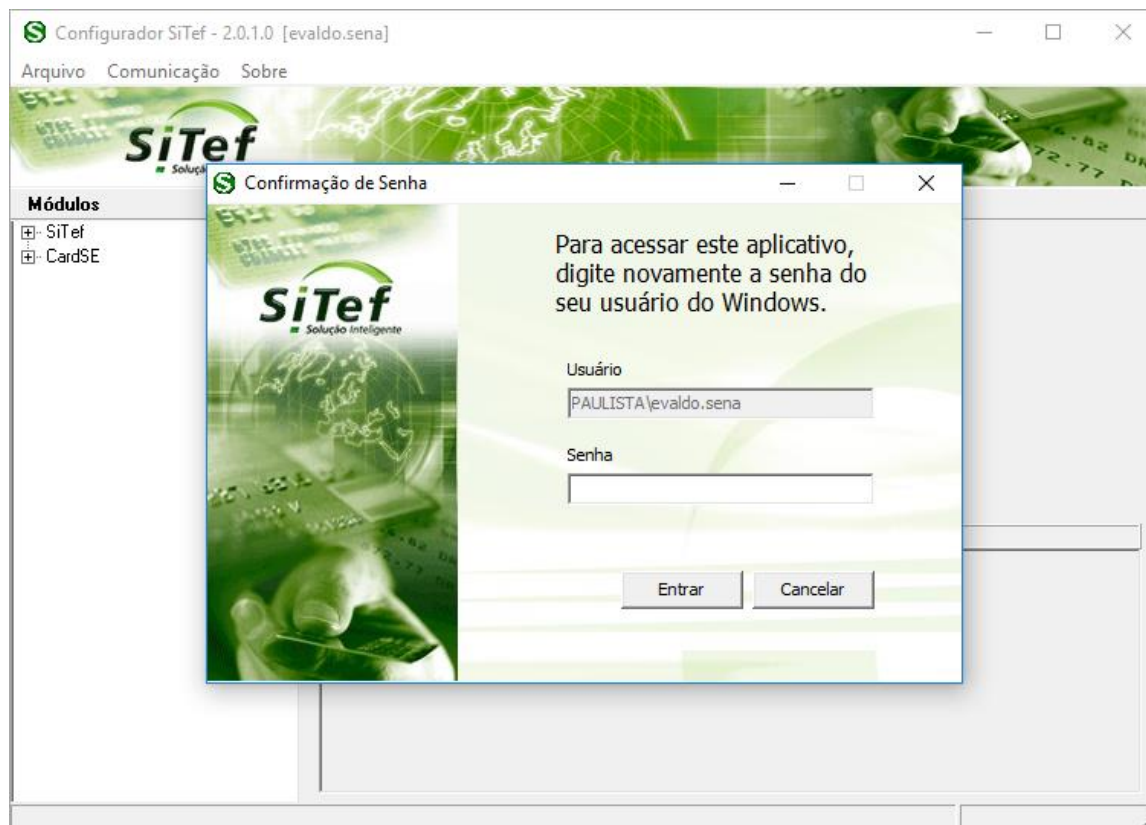 Configurador SiTef - 2.0.1.0 [evaldo.sena]
Arquivo Comunicação Sobre
SiTef
Módulos
SiTef
CardSE
Confirmação de Senha
SiTef
Solução Inteligente
Para acessar este aplicativo,
digite novamente a senha do
seu usuário do Windows.
Usuário
PAULISTA\evaldo.sena
Senha
Entrar Cancelar